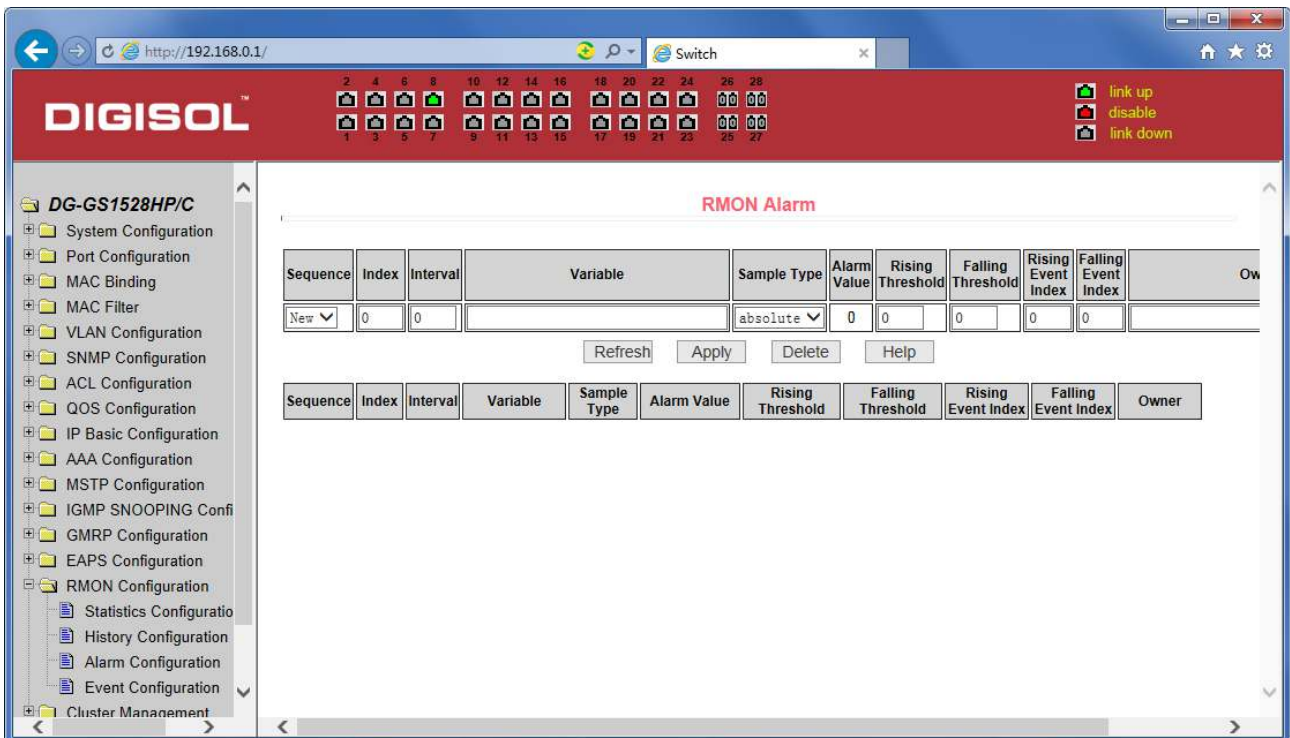 http://192.168.0.1/
Switch
DIGISOL™
2 4 6 8 10 12 14 16 18 20 22 24 26 28
1 3 5 7 9 11 13 15 17 19 21 23 25 27
link up
disable
link down
DG-GS1528HP/C
System Configuration
Port Configuration
MAC Binding
MAC Filter
VLAN Configuration
SNMP Configuration
ACL Configuration
QOS Configuration
IP Basic Configuration
AAA Configuration
MSTP Configuration
IGMP SNOOPING Confi
GMRP Configuration
EAPS Configuration
RMON Configuration
Statistics Configuratio
History Configuration
Alarm Configuration
Event Configuration
Cluster Management
RMON Alarm
Sequence Index Interval Variable Sample Type Alarm Value Rising Threshold Falling Threshold Rising Event Index Falling Event Index Ow
New 0 0 absolute 0 0 0 0 0
Refresh Apply Delete Help
Sequence Index Interval Variable Sample Type Alarm Value Rising Threshold Falling Threshold Rising Event Index Falling Event Index Owner